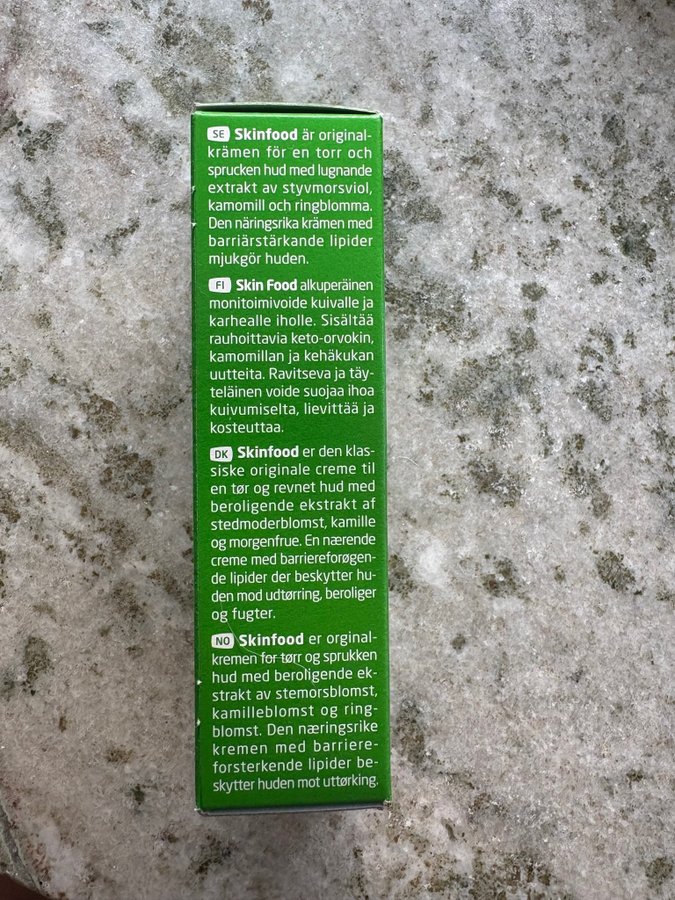 SE Skinfood är original-
krämen för en torr och
sprucken hud med lugnande
extrakt av styvmorsviol,
kamomill och ringblomma.
Den näringsrika krämen med
barriärstärkande lipider
mjukgör huden.
FI Skin Food alkuperäinen
monitoimivoide kuivalle ja
karhealle iholle. Sisältää
rauhoittavia keto-orvokin,
kamomillan ja kehäkukan
uutteita. Ravitseva ja täy-
teläinen voide suojaa ihoa
kuivumiselta, lievittää ja
kosteuttaa.
DK Skinfood er den klas-
siske originale creme til
en tør og revnet hud med
beroligende ekstrakt af
stedmoderblomst, kamille
og morgenfrue. En nærende
creme med barriereforøgen-
de lipider der beskytter hu-
den mod udtørring, beroliger
og fugter.
NO Skinfood er orginal-
kremen for tørr og sprukken
hud med beroligende ek-
strakt av stemorsblomst,
kamilleblomst og ring-
blomst. Den næringsrike
kremen med barriere-
forsterkende lipider be-
skytter huden mot uttørking.